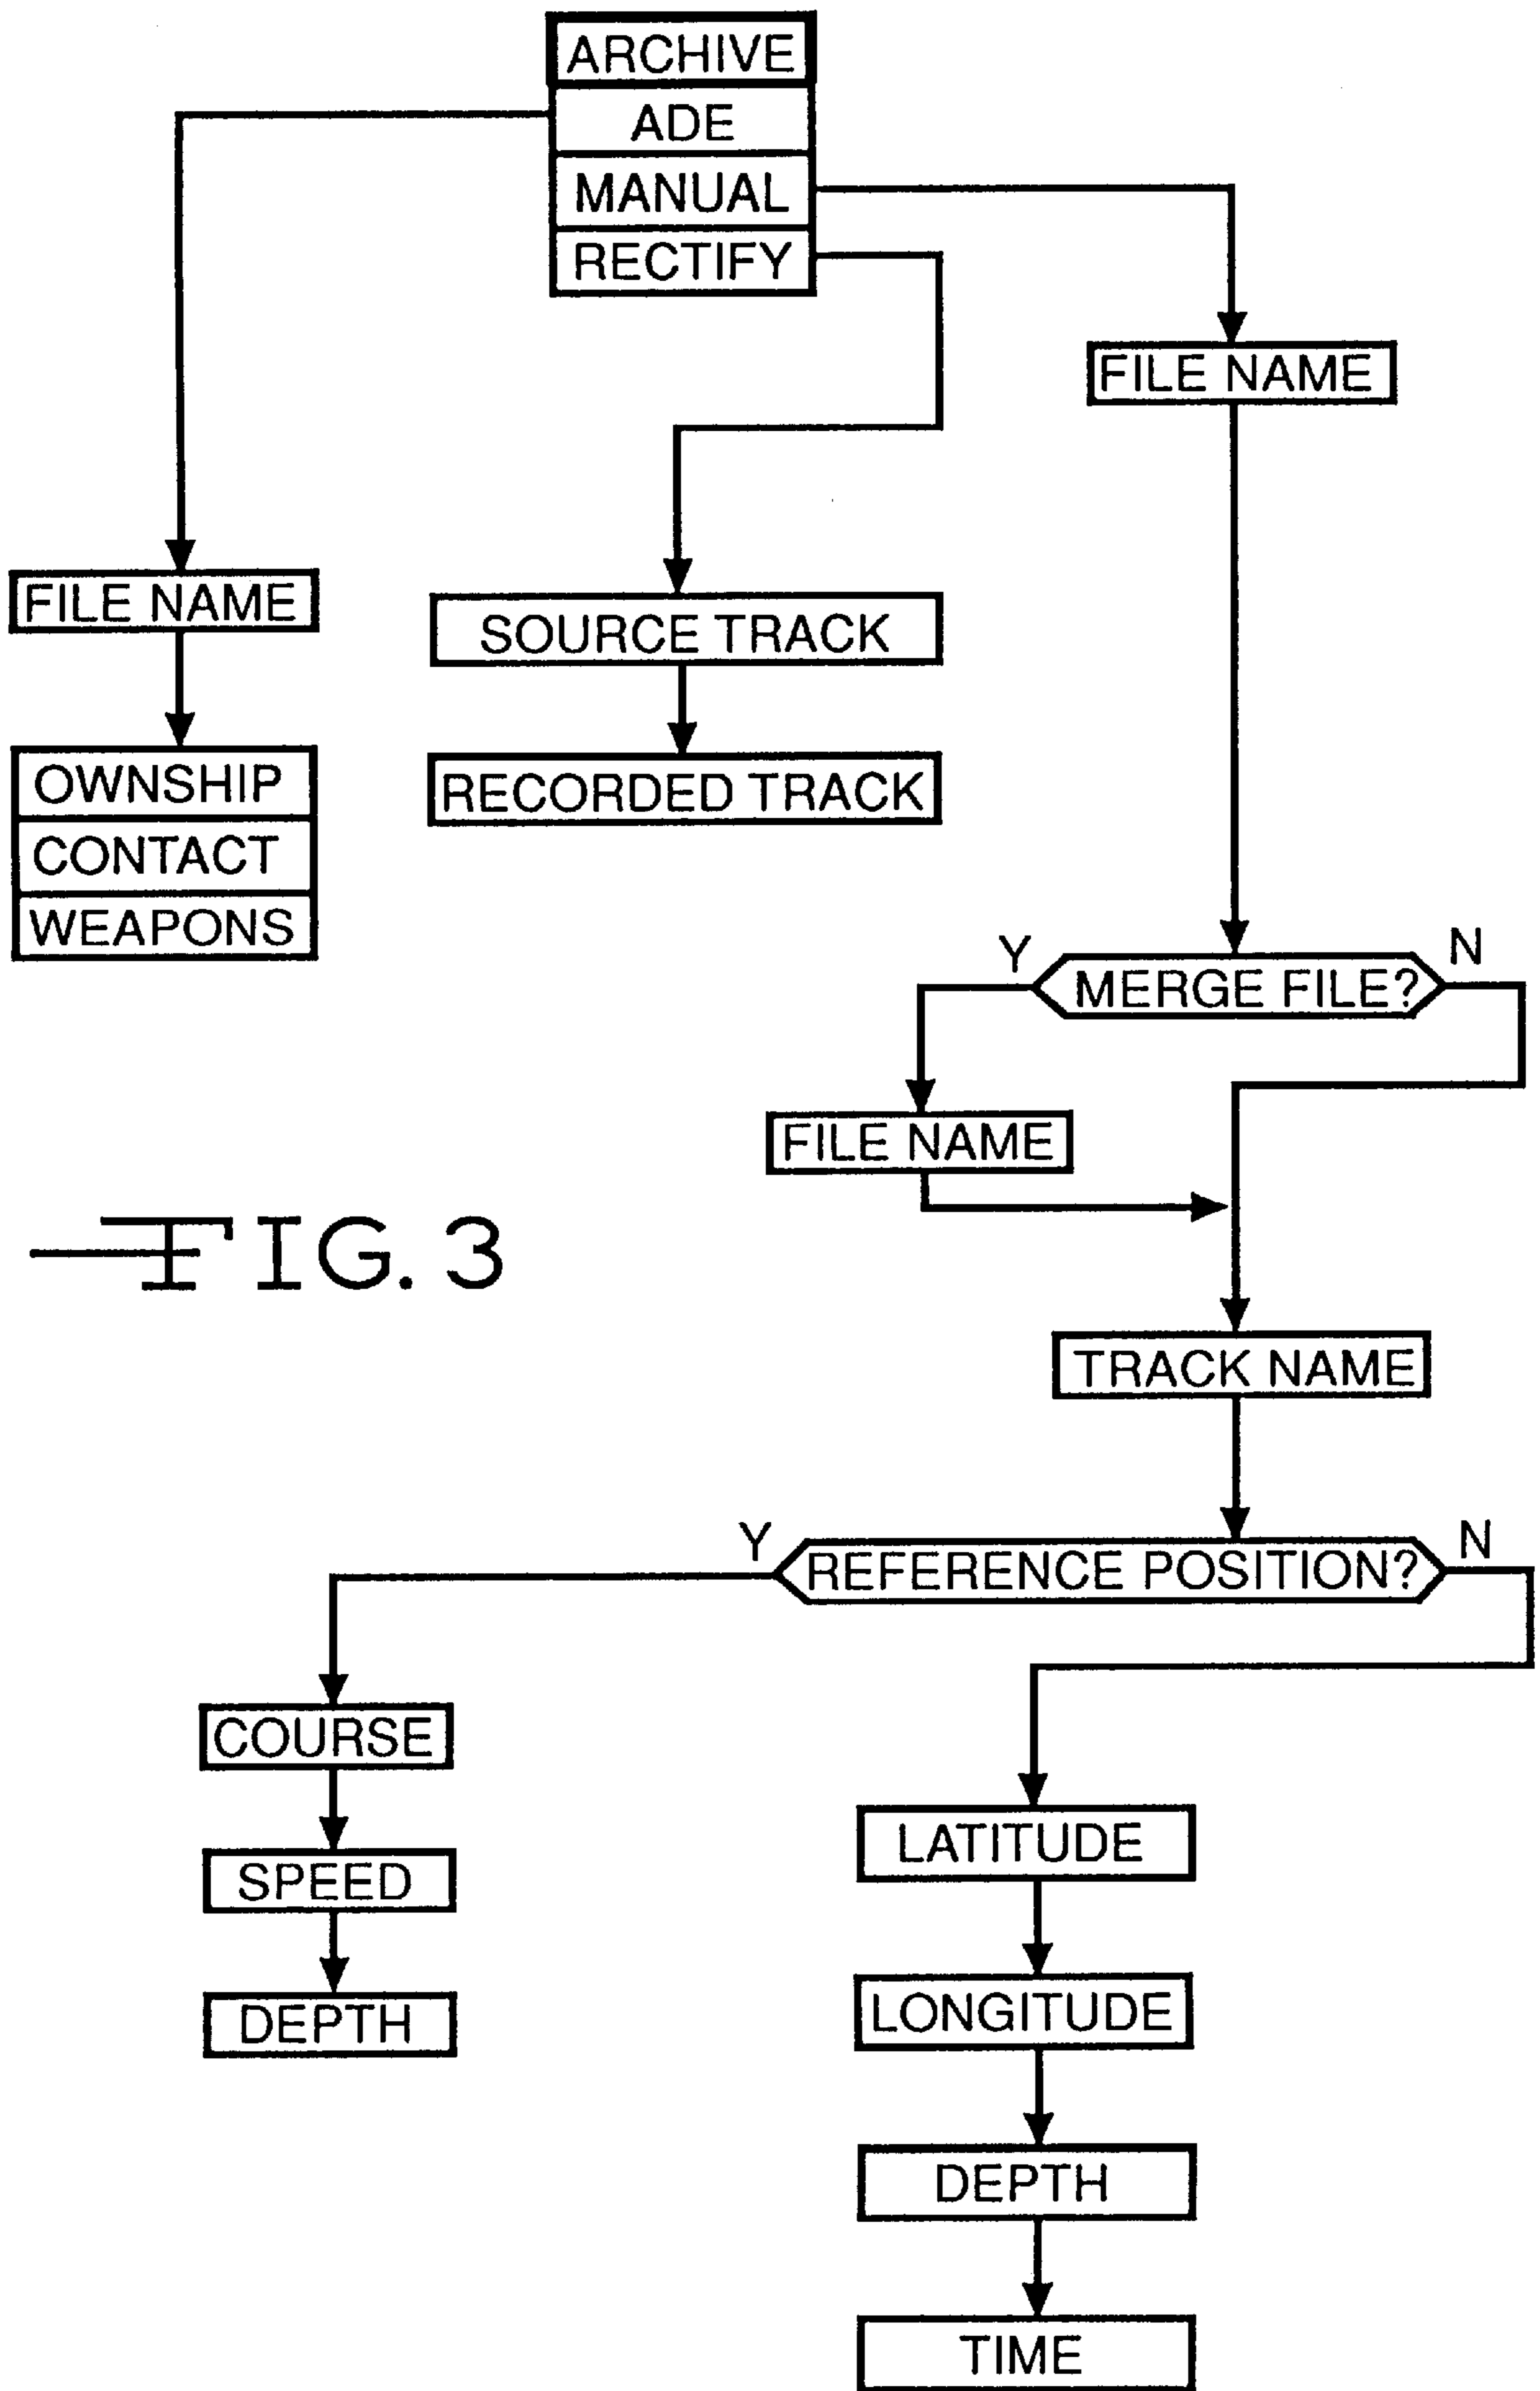 ARCHIVE
ADE
MANUAL
RECTIFY
FILE NAME
FILE NAME
SOURCE TRACK
OWNSHIP
RECORDED TRACK
CONTACT
WEAPONS
Y
N
MERGE FILE?
FILE NAME
FIG. 3
TRACK NAME
Y
N
REFERENCE POSITION?
COURSE
SPEED
DEPTH
LATITUDE
LONGITUDE
DEPTH
TIME